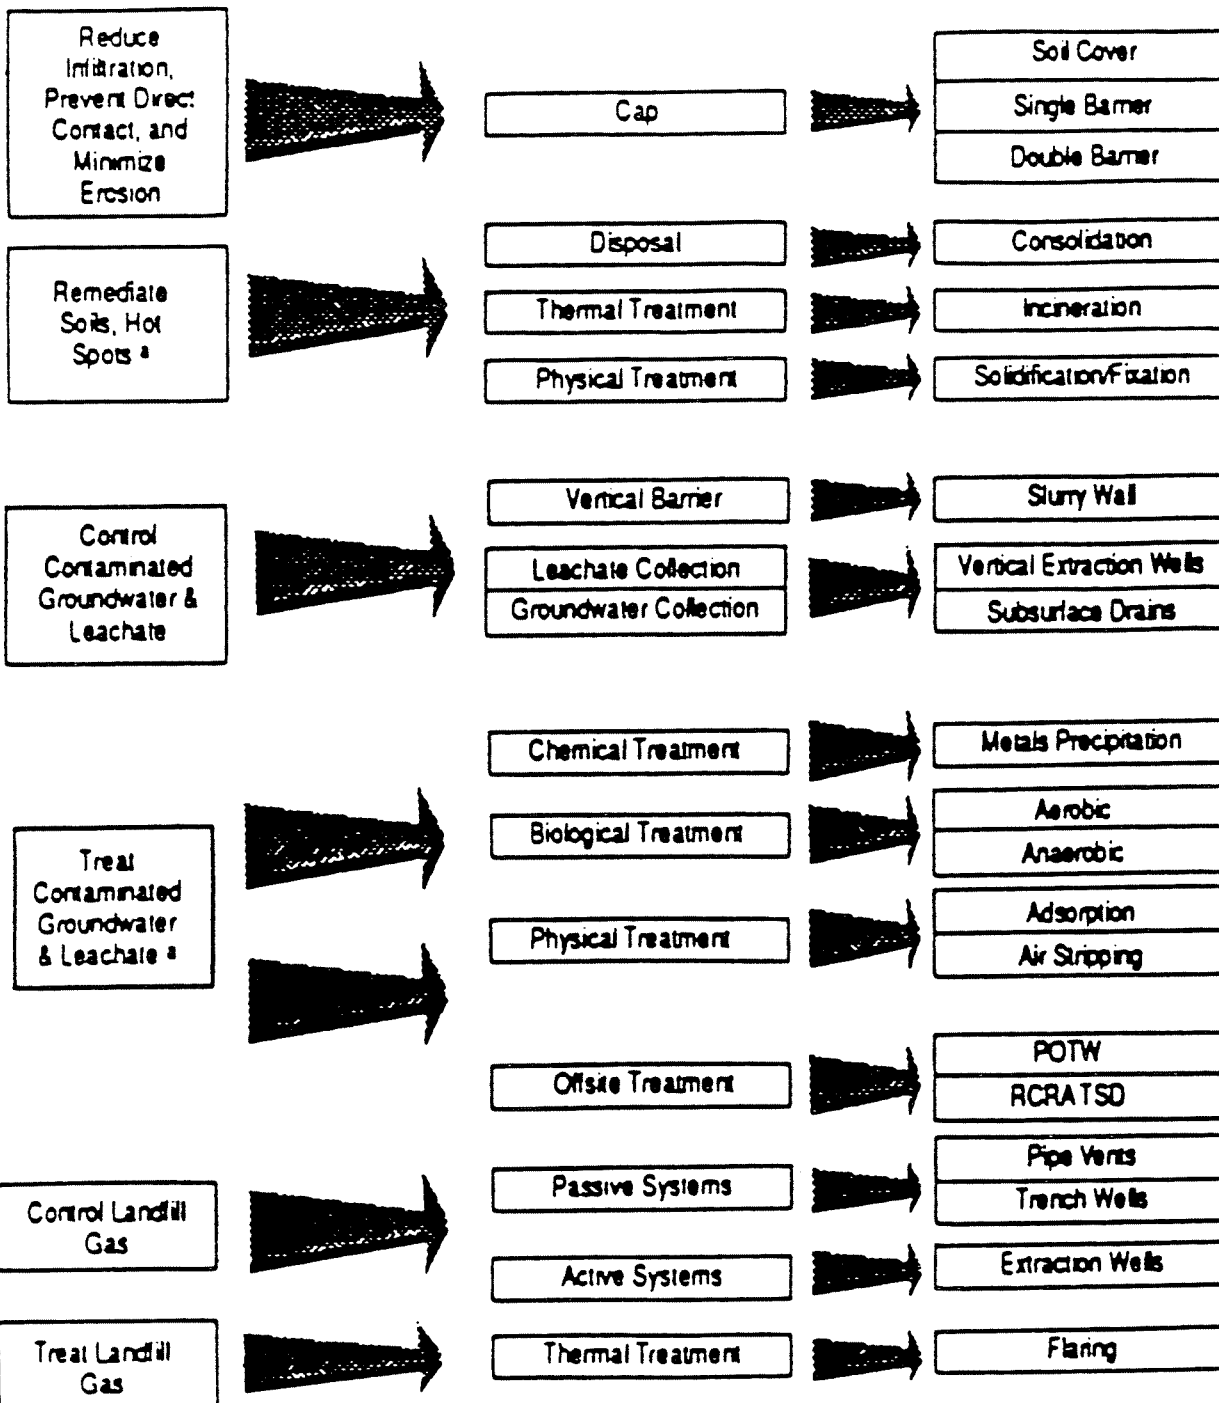 Reduce
Infiltration,
Prevent Direct
Contact, and
Minimize
Erosion
Cap
Soil Cover
Single Barrier
Double Barrier
Remediate
Soils, Hot
Spots a
Disposal
Consolidation
Thermal Treatment
Incineration
Physical Treatment
Solidification/Fixation
Control
Contaminated
Groundwater &
Leachate
Vertical Barrier
Slurry Wall
Leachate Collection
Groundwater Collection
Vertical Extraction Wells
Subsurface Drains
Treat
Contaminated
Groundwater
& Leachate a
Chemical Treatment
Metals Precipitation
Biological Treatment
Aerobic
Anaerobic
Physical Treatment
Adsorption
Air Stripping
Offsite Treatment
POTW
RCRA TSD
Control Landfill
Gas
Passive Systems
Pipe Vents
Trench Wells
Active Systems
Extraction Wells
Treat Landfill
Gas
Thermal Treatment
Flaring